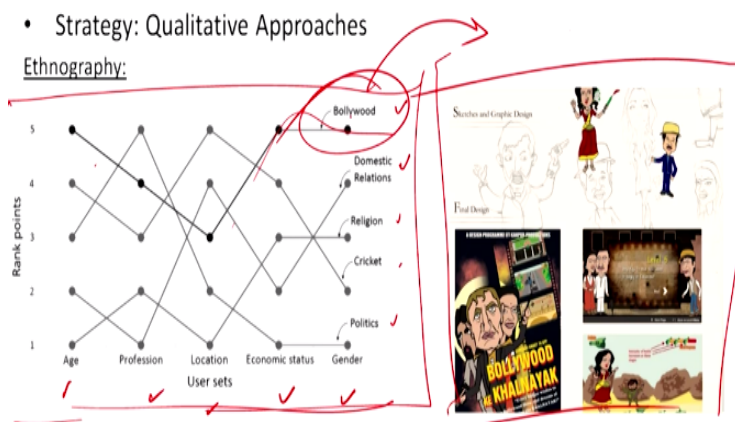 • Strategy: Qualitative Approaches
Ethnography:
Bollywood
Domestic
Relations
Religion
Cricket
Politics
Rank points
5
4
3
2
1
Age Profession Location Economic status Gender
User sets
Sketches and Graphic Design
Final Design
BOLLYWOOD
KE KHALNAYAK